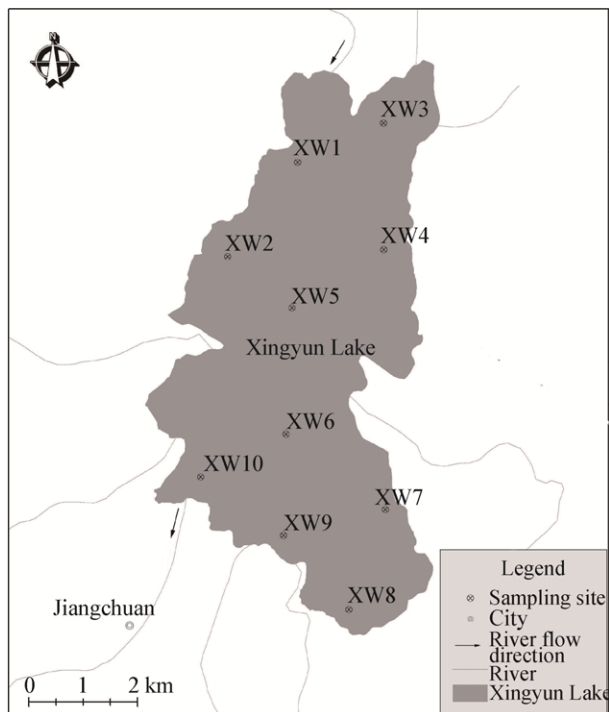 XW3
XW1
XW4
XW2
XW5
Xingyun Lake
XW6
XW10
XW7
XW9
XW8
Jiangchuan
0 1 2 km
Legend
Sampling site
City
River flow
direction
River
Xingyun Lake